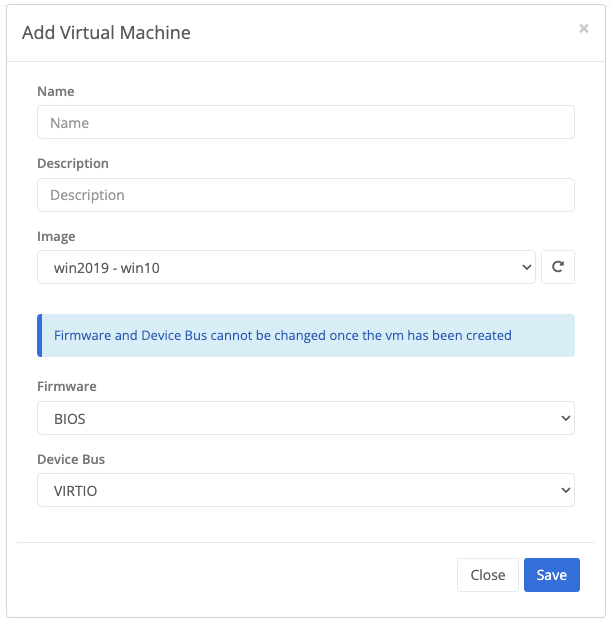 Add Virtual Machine
×
Name
Name
Description
Description
Image
win2019 - win10
Firmware and Device Bus cannot be changed once the vm has been created
Firmware
BIOS
Device Bus
VIRTIO
Close Save